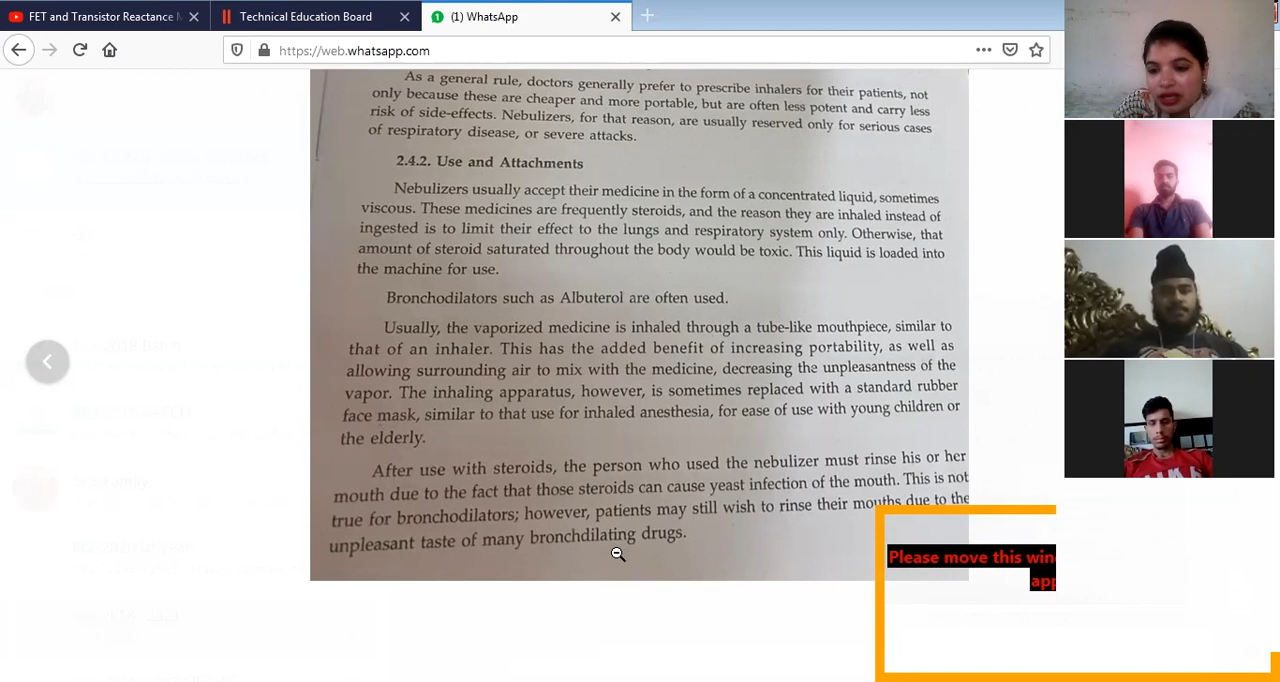 FET and Transistor Reactance
Technical Education Board
(1) WhatsApp
https://web.whatsapp.com
As a general rule, doctors generally prefer to prescribe inhalers for their patients, not
only because these are cheaper and more portable, but are often less potent and carry less
risk of side-effects. Nebulizers, for that reason, are usually reserved only for serious cases
of respiratory disease, or severe attacks.
2.4.2. Use and Attachments
Nebulizers usually accept their medicine in the form of a concentrated liquid, sometimes
viscous. These medicines are frequently steroids, and the reason they are inhaled instead of
ingested is to limit their effect to the lungs and respiratory system only. Otherwise, that
amount of steroid saturated throughout the body would be toxic. This liquid is loaded into
the machine for use.
Bronchodilators such as Albuterol are often used.
Usually, the vaporized medicine is inhaled through a tube-like mouthpiece, similar to
that of an inhaler. This has the added benefit of increasing portability, as well as
allowing surrounding air to mix with the medicine, decreasing the unpleasantness of the
vapor. The inhaling apparatus, however, is sometimes replaced with a standard rubber
face mask, similar to that use for inhaled anesthesia, for ease of use with young children or
the elderly.
After use with steroids, the person who used the nebulizer must rinse his or her
mouth due to the fact that those steroids can cause yeast infection of the mouth. This is not
true for bronchodilators; however, patients may still wish to rinse their mouths due to the
unpleasant taste of many bronchdilating drugs.
Please move this win
app